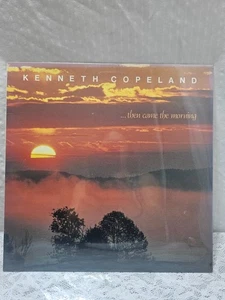 KENNETH COPELAND
...then came the morning